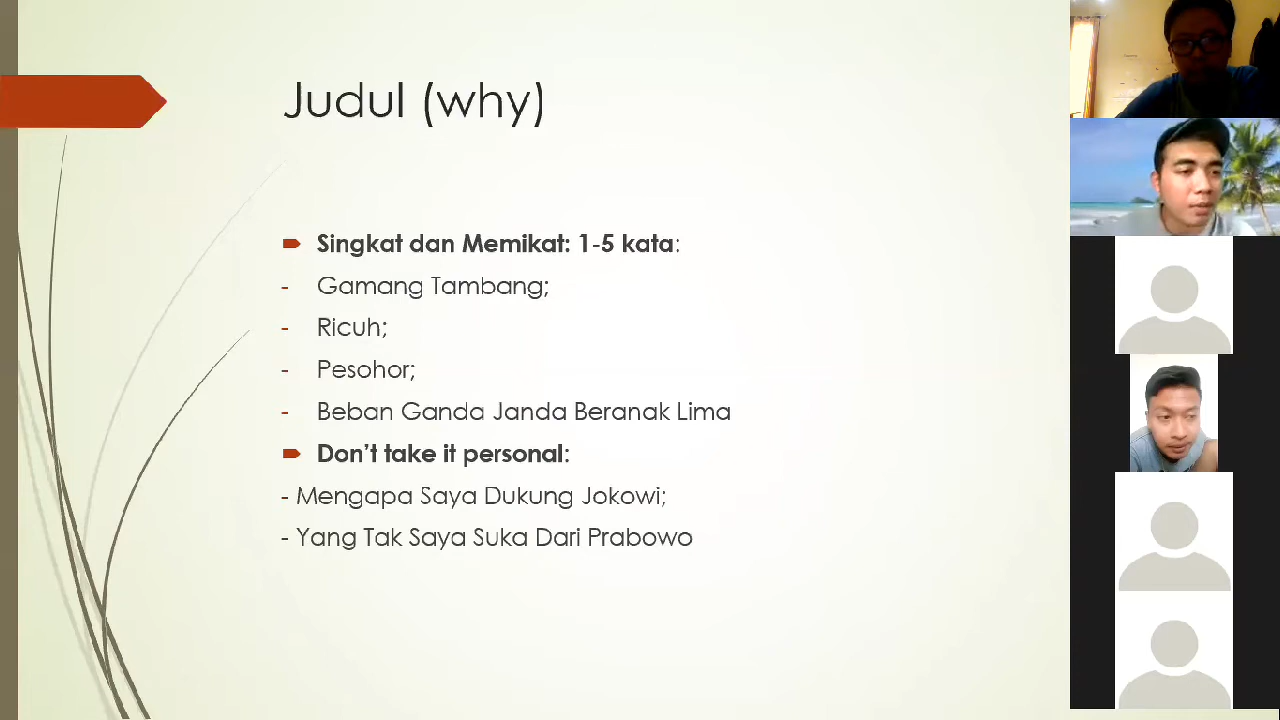 Judul (why)
Singkat dan Memikat: 1-5 kata:
- Gamang Tambang;
- Ricuh;
- Pesohor;
- Beban Ganda Janda Beranak Lima
Don't take it personal:
- Mengapa Saya Dukung Jokowi;
- Yang Tak Saya Suka Dari Prabowo